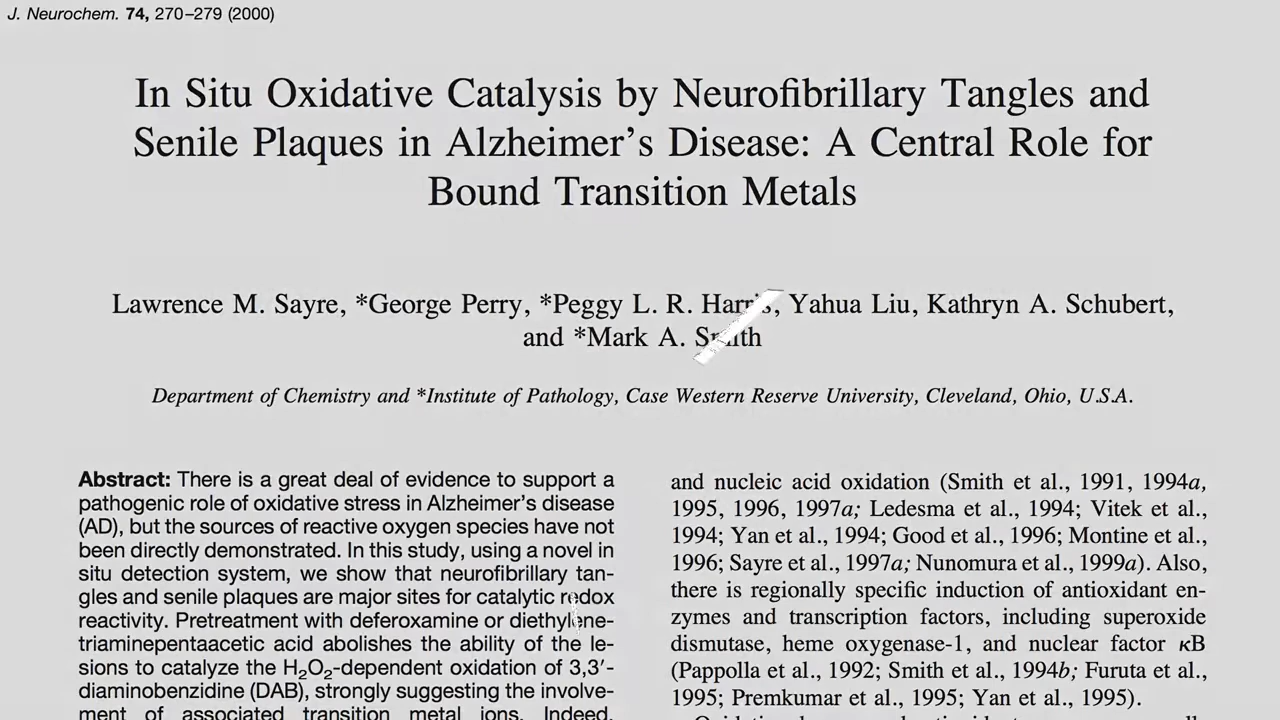 J. Neurochem. 74, 270–279 (2000)
In Situ Oxidative Catalysis by Neurofibrillary Tangles and
Senile Plaques in Alzheimer's Disease: A Central Role for
Bound Transition Metals
Lawrence M. Sayre, *George Perry, *Peggy L. R. Harris, Yahua Liu, Kathryn A. Schubert,
and *Mark A. Smith
Department of Chemistry and *Institute of Pathology, Case Western Reserve University, Cleveland, Ohio, U.S.A.
Abstract: There is a great deal of evidence to support a
pathogenic role of oxidative stress in Alzheimer's disease
(AD), but the sources of reactive oxygen species have not
been directly demonstrated. In this study, using a novel in
situ detection system, we show that neurofibrillary tan-
gles and senile plaques are major sites for catalytic redox
reactivity. Pretreatment with deferoxamine or diethylene-
triaminepentaacetic acid abolishes the ability of the le-
sions to catalyze the H₂O₂-dependent oxidation of 3,3′-
diaminobenzidine (DAB), strongly suggesting the involve-
ment of associated transition metal ions. Indeed,
and nucleic acid oxidation (Smith et al., 1991, 1994a,
1995, 1996, 1997a; Ledesma et al., 1994; Vitek et al.,
1994; Yan et al., 1994; Good et al., 1996; Montine et al.,
1996; Sayre et al., 1997a; Nunomura et al., 1999a). Also,
there is regionally specific induction of antioxidant en-
zymes and transcription factors, including superoxide
dismutase, heme oxygenase-1, and nuclear factor κB
(Pappolla et al., 1992; Smith et al., 1994b; Furuta et al.,
1995; Premkumar et al., 1995; Yan et al., 1995).